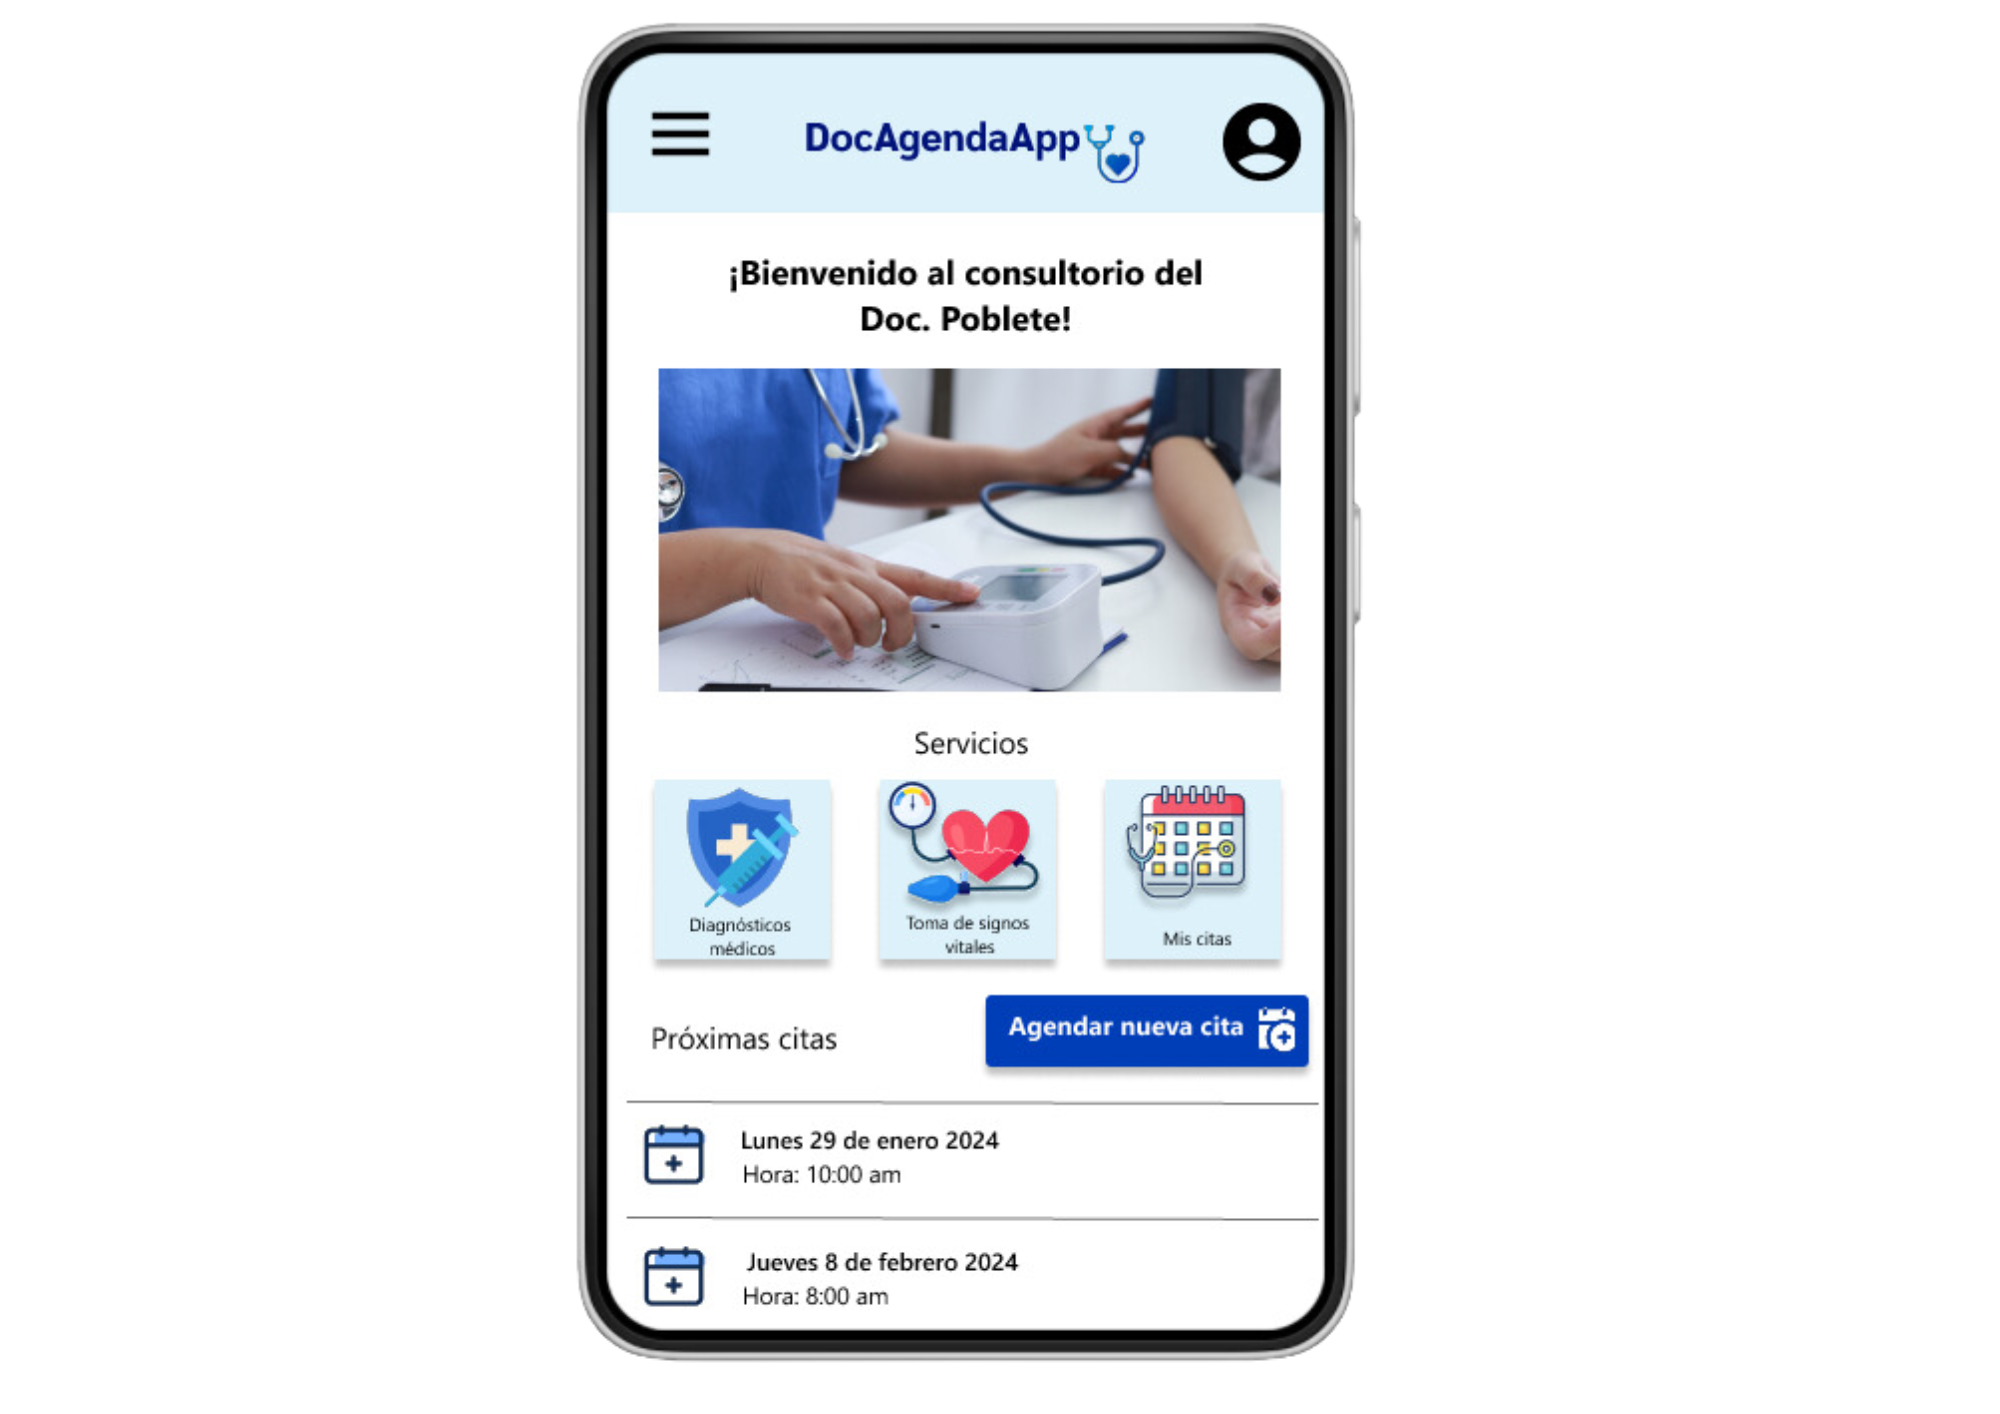 DocAgendaApp
¡Bienvenido al consultorio del
Doc. Poblete!
Servicios
Diagnósticos
médicos
Toma de signos
vitales
Mis citas
Próximas citas
Agendar nueva cita
Lunes 29 de enero 2024
Hora: 10:00 am
Jueves 8 de febrero 2024
Hora: 8:00 am